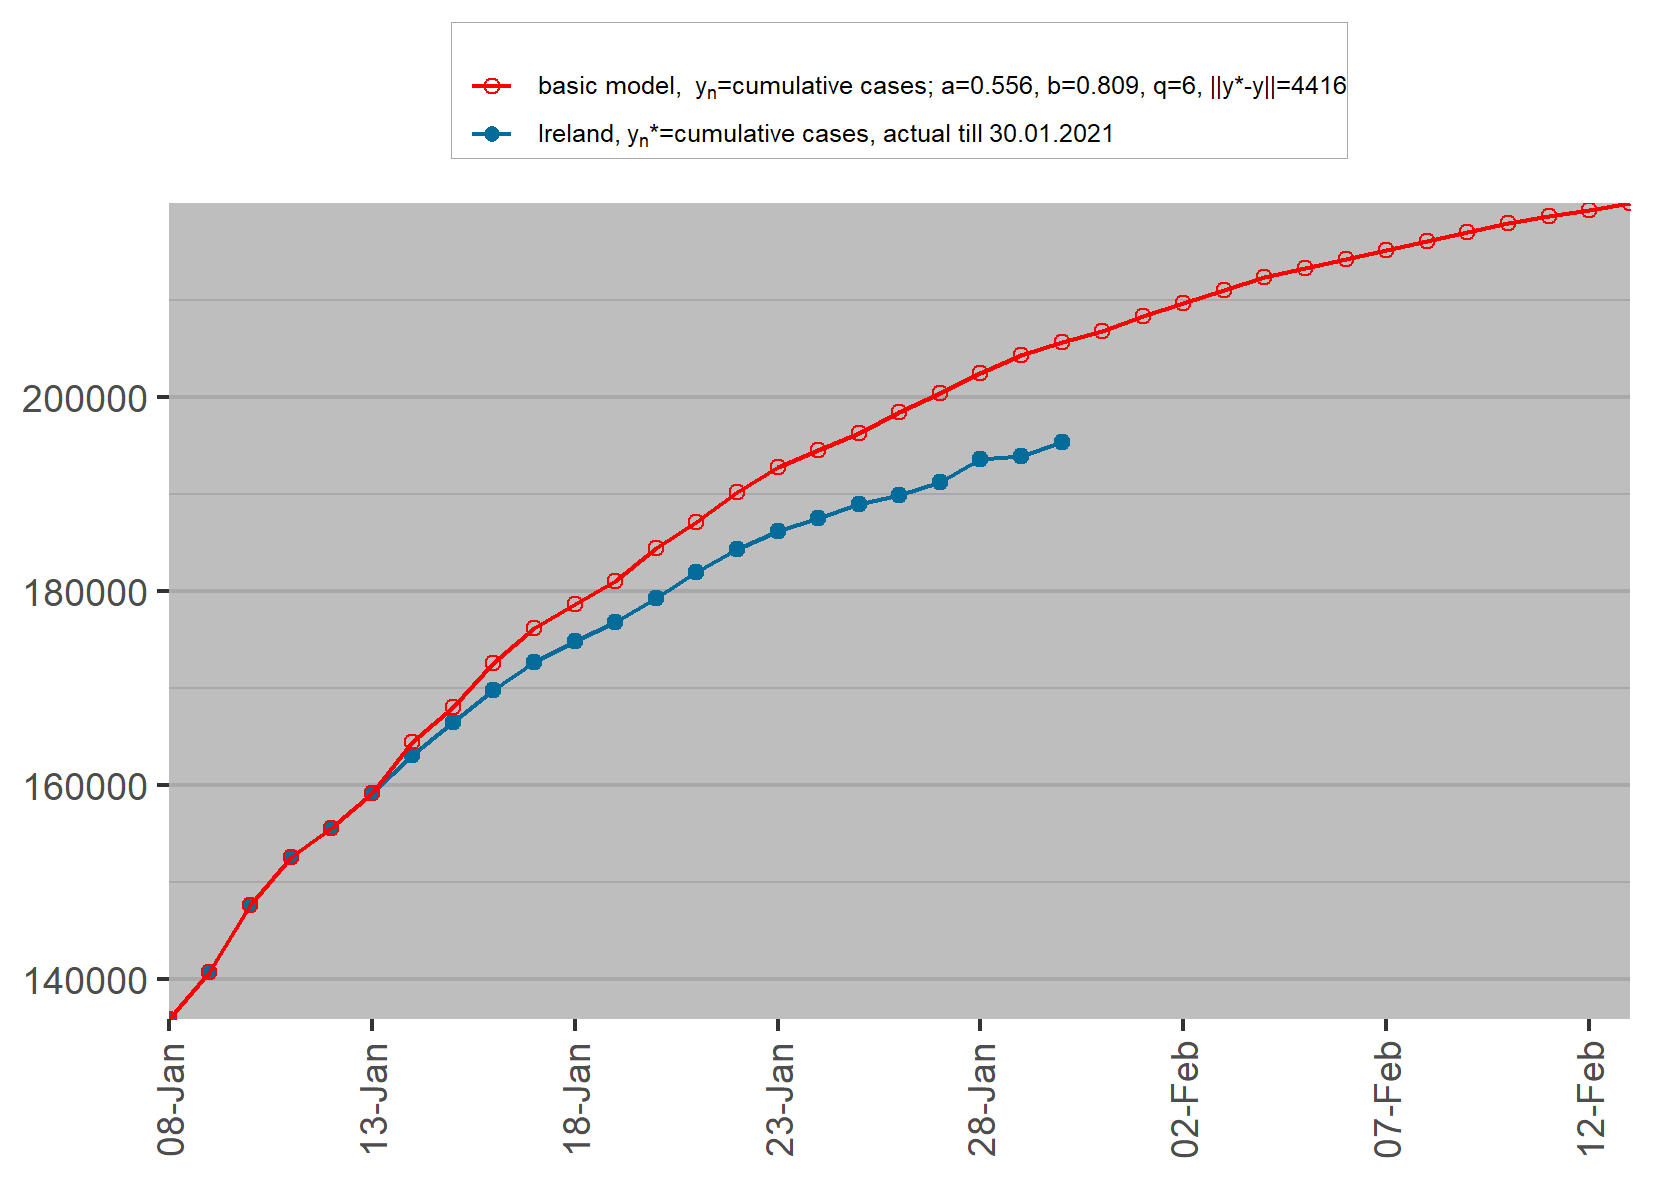 basic model, yn=cumulative cases; a=0.556, b=0.809, q=6, ||y*-y||=4416
Ireland, yn*=cumulative cases, actual till 30.01.2021
200000
180000
160000
140000
08-Jan
13-Jan
18-Jan
23-Jan
28-Jan
02-Feb
07-Feb
12-Feb